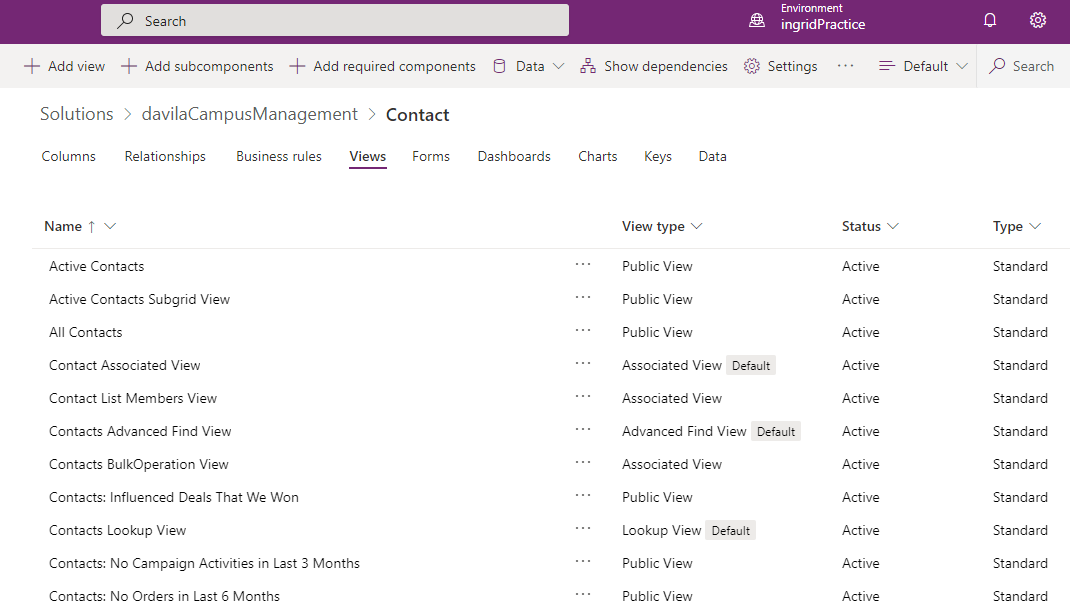 Search
Environment
ingridPractice
Add view Add subcomponents Add required components Data Show dependencies Settings ··· Default Search
Solutions > davilaCampusManagement > Contact
Columns Relationships Business rules Views Forms Dashboards Charts Keys Data
Name ↑ View type Status Type
Active Contacts ··· Public View Active Standard
Active Contacts Subgrid View ··· Public View Active Standard
All Contacts ··· Public View Active Standard
Contact Associated View ··· Associated View Default Active Standard
Contact List Members View ··· Associated View Active Standard
Contacts Advanced Find View ··· Advanced Find View Default Active Standard
Contacts BulkOperation View ··· Associated View Active Standard
Contacts: Influenced Deals That We Won ··· Public View Active Standard
Contacts Lookup View ··· Lookup View Default Active Standard
Contacts: No Campaign Activities in Last 3 Months ··· Public View Active Standard
Contacts: No Orders in Last 6 Months ··· Public View Active Standard